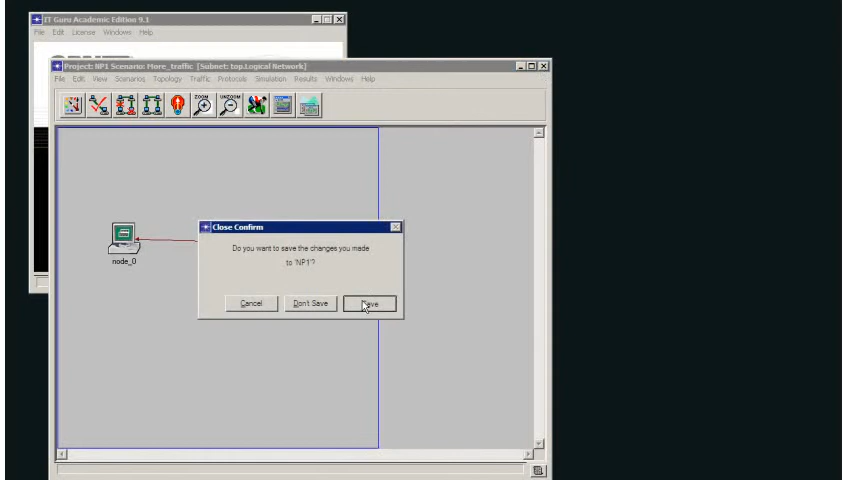 IT Guru Academic Edition 9.1
File Edit License Windows Help
Project: NP1 Scenario: More_traffic [Subnet: top.Logical Network]
File Edit View Scenarios Topology Traffic Protocols Simulation Results Windows Help
ZOOM UNZOOM
Close Confirm
Do you want to save the changes you made
to 'NP1'?
node_0
Cancel Don't Save Save